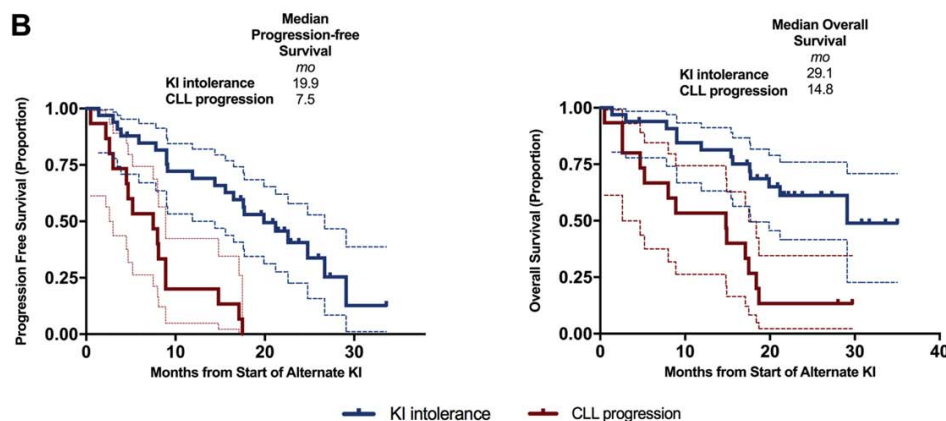 B
Median
Progression-free
Survival
mo
KI intolerance 19.9
CLL progression 7.5
1.00
0.75
0.50
0.25
0.00
Progression Free Survival (Proportion)
0 10 20 30
Months from Start of Alternate KI
Median Overall
Survival
mo
KI intolerance 29.1
CLL progression 14.8
1.00
0.75
0.50
0.25
0.00
Overall Survival (Proportion)
0 10 20 30 40
Months from Start of Alternate KI
KI intolerance CLL progression